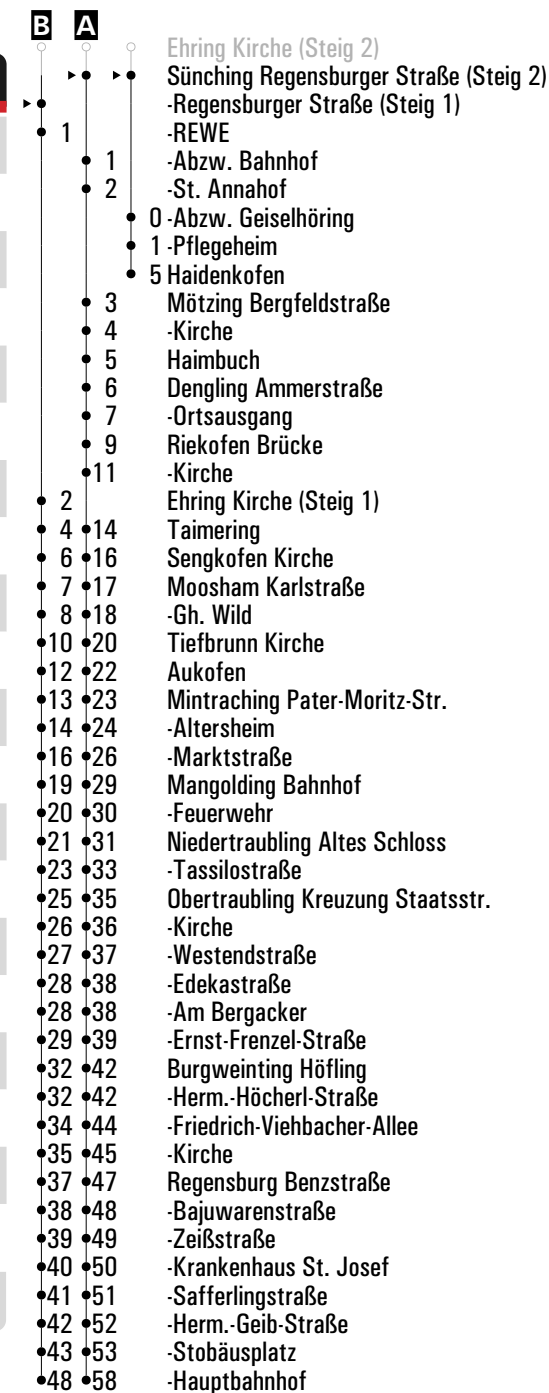 B A
Ehring Kirche (Steig 2)
Sünching Regensburger Straße (Steig 2)
-Regensburger Straße (Steig 1)
1 -REWE
1 -Abzw. Bahnhof
2 -St. Annahof
0 -Abzw. Geiselhöring
1 -Pflegeheim
5 Haidenkofen
3 Mötzing Bergfeldstraße
4 -Kirche
5 Haimbuch
6 Dengling Ammerstraße
7 -Ortsausgang
9 Riekofen Brücke
11 -Kirche
2 Ehring Kirche (Steig 1)
4 14 Taimering
6 16 Sengkofen Kirche
7 17 Moosham Karlstraße
8 18 -Gh. Wild
10 20 Tiefbrunn Kirche
12 22 Aukofen
13 23 Mintraching Pater-Moritz-Str.
14 24 -Altersheim
16 26 -Marktstraße
19 29 Mangolding Bahnhof
20 30 -Feuerwehr
21 31 Niedertraubling Altes Schloss
23 33 -Tassilostraße
25 35 Obertraubling Kreuzung Staatsstr.
26 36 -Kirche
27 37 -Westendstraße
28 38 -Edekastraße
28 38 -Am Bergacker
29 39 -Ernst-Frenzel-Straße
32 42 Burgweinting Höfling
32 42 -Herm.-Höcherl-Straße
34 44 -Friedrich-Viehbacher-Allee
35 45 -Kirche
37 47 Regensburg Benzstraße
38 48 -Bajuwarenstraße
39 49 -Zeißstraße
40 50 -Krankenhaus St. Josef
41 51 -Safferlingstraße
42 52 -Herm.-Geib-Straße
43 53 -Stobäusplatz
48 58 -Hauptbahnhof